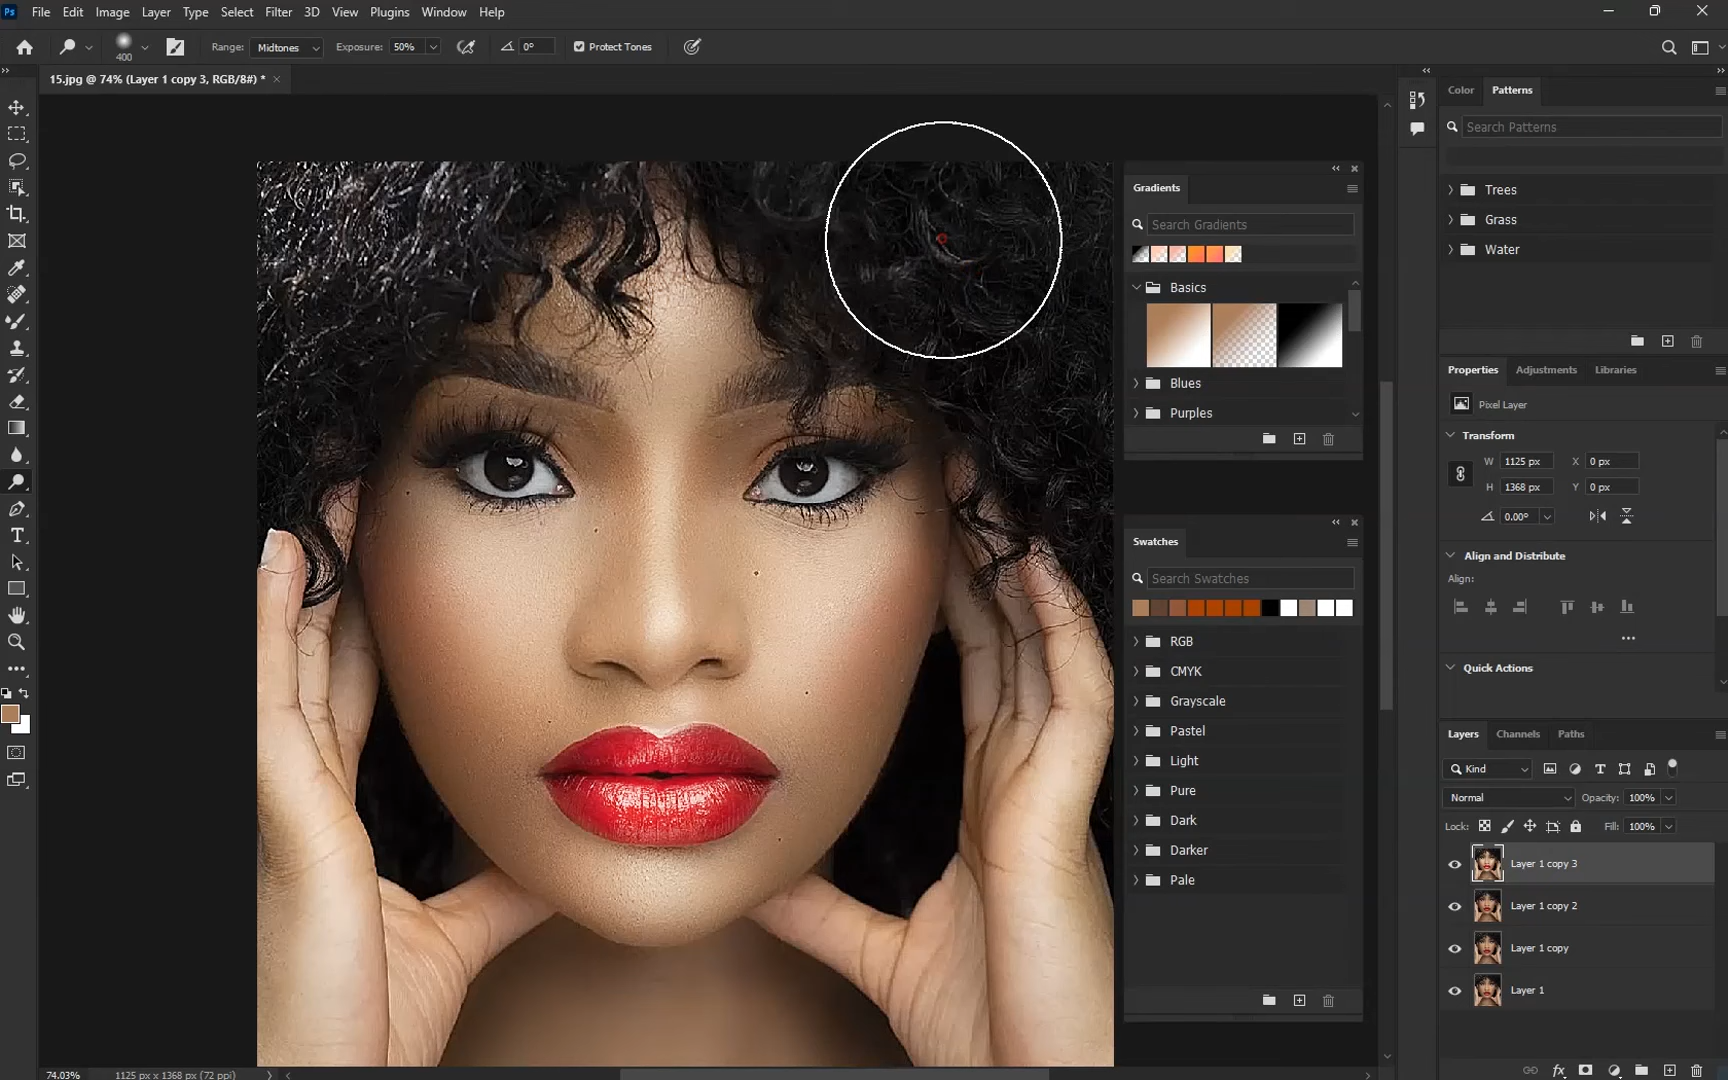 Ps File Edit Image Layer Type Select Filter 3D View Plugins Window Help
400 Range: Midtones Exposure: 50% 0° Protect Tones
15.jpg @ 74% (Layer 1 copy 3, RGB/8#) *
Color Patterns
Search Patterns
Trees
Grass
Water
Gradients
Search Gradients
Basics
Blues
Purples
Properties Adjustments Libraries
Pixel Layer
Transform
W 1125 px X 0 px
H 1368 px Y 0 px
0.00°
Align and Distribute
Align:
Quick Actions
Swatches
Search Swatches
RGB
CMYK
Grayscale
Pastel
Light
Pure
Dark
Darker
Pale
Layers Channels Paths
Kind
Normal Opacity: 100%
Lock: Fill: 100%
Layer 1 copy 3
Layer 1 copy 2
Layer 1 copy
Layer 1
fx
74.03% 1125 px x 1368 px (72 ppi)